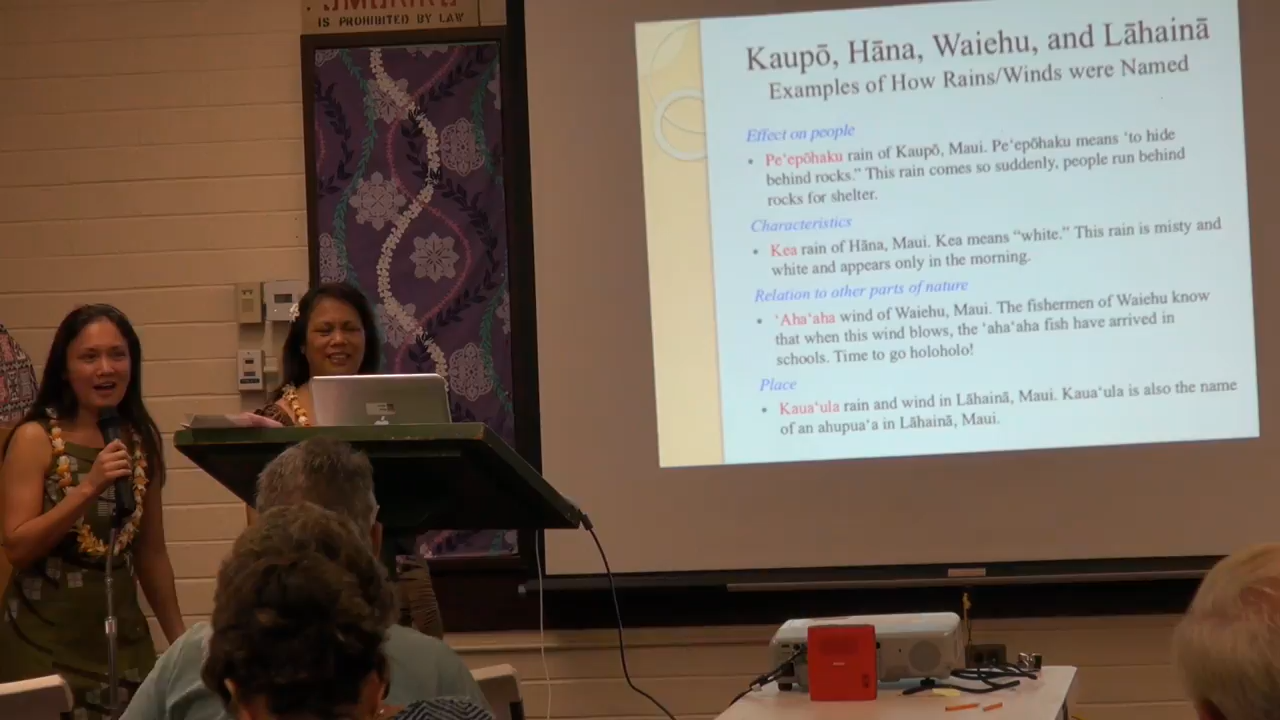 SMOKING
IS PROHIBITED BY LAW
Kaupō, Hāna, Waiehu, and Lāhainā
Examples of How Rains/Winds were Named
Effect on people
• Pe‘epōhaku rain of Kaupō, Maui. Pe‘epōhaku means ‘to hide
behind rocks.” This rain comes so suddenly, people run behind
rocks for shelter.
Characteristics
• Kea rain of Hāna, Maui. Kea means “white.” This rain is misty and
white and appears only in the morning.
Relation to other parts of nature
• ‘Aha‘aha wind of Waiehu, Maui. The fishermen of Waiehu know
that when this wind blows, the ‘aha‘aha fish have arrived in
schools. Time to go holoholo!
Place
• Kaua‘ula rain and wind in Lāhainā, Maui. Kaua‘ula is also the name
of an ahupua‘a in Lāhainā, Maui.